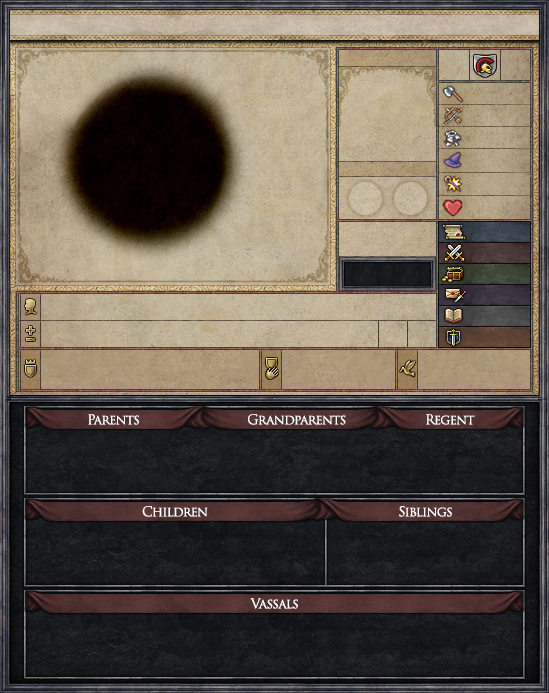 PARENTS GRANDPARENTS REGENT
CHILDREN SIBLINGS
VASSALS